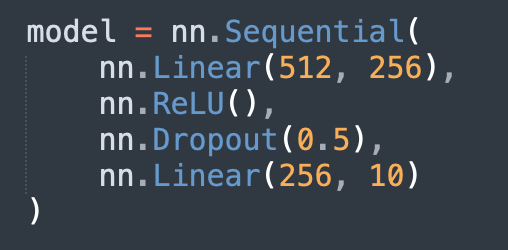 model = nn.Sequential(
    nn.Linear(512, 256),
    nn.ReLU(),
    nn.Dropout(0.5),
    nn.Linear(256, 10)
)